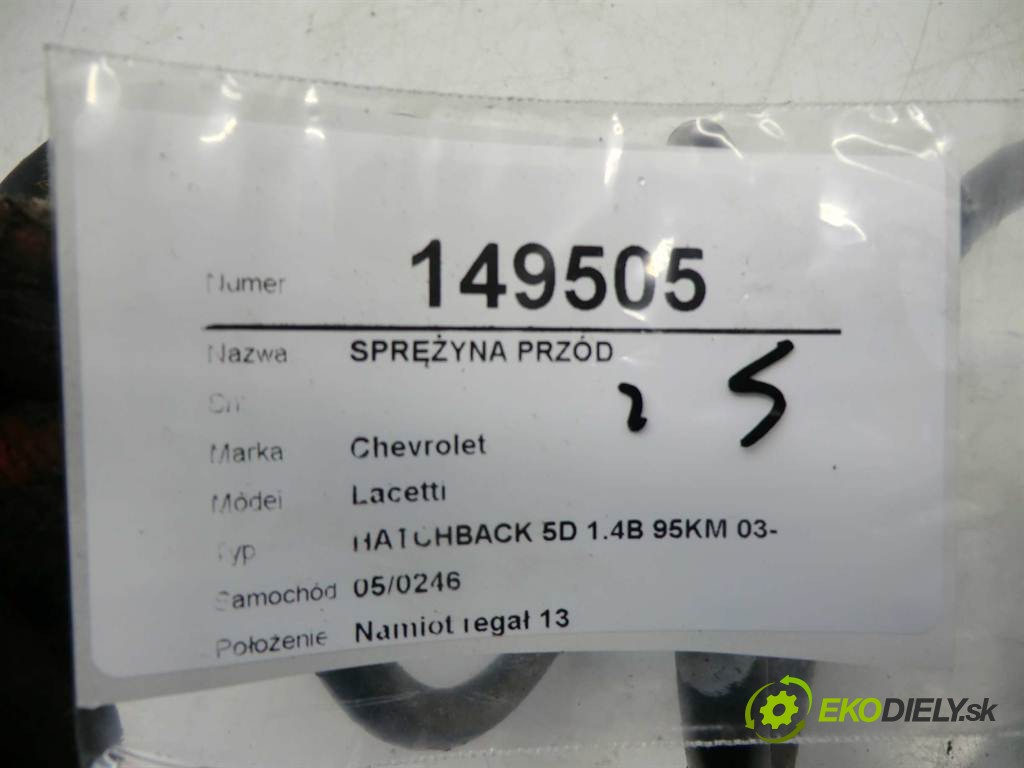 Numer 149505
Nazwa SPRĘŻYNA PRZÓD
2 S
Marka Chevrolet
Model Lacetti
Typ HATCHBACK 5D 1.4B 95KM 03-
Samochód 05/0246
Położenie Namiot regał 13
EKODIELY.sk